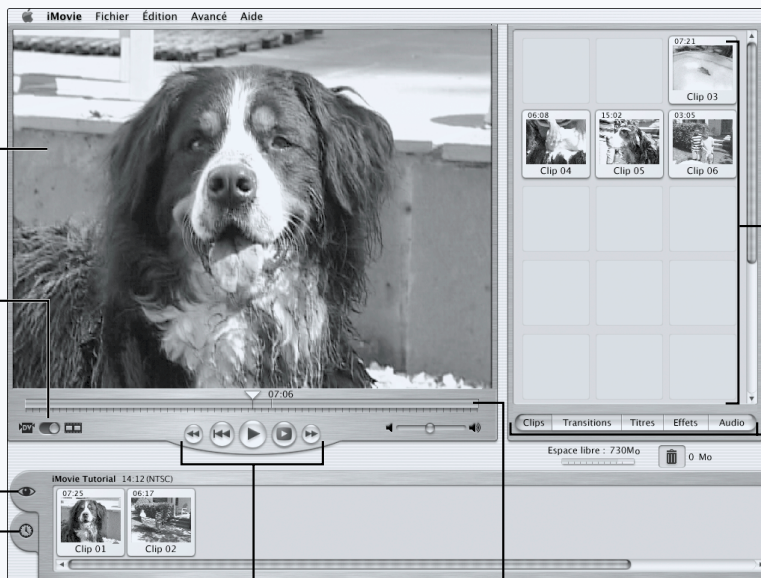 iMovie Fichier Édition Avancé Aide
07:21
Clip 03
06:08 15:02 03:05
Clip 04 Clip 05 Clip 06
07:06
DV
Clips Transitions Titres Effets Audio
Espace libre : 730Mo
0 Mo
iMovie Tutorial 14:12 (NTSC)
07:25 06:17
Clip 01 Clip 02